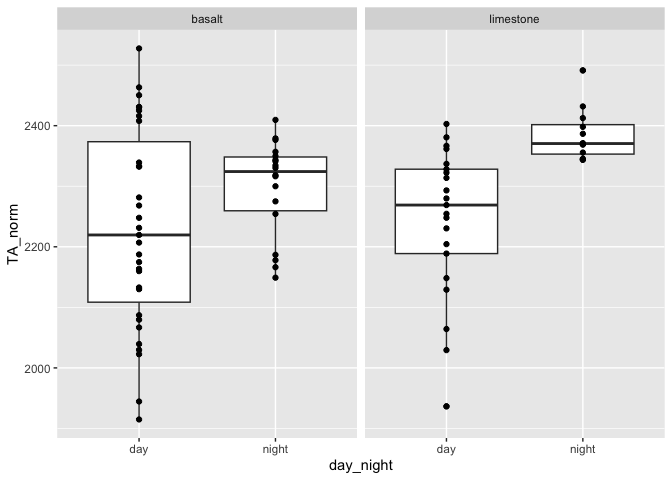 basalt
limestone
TA_norm
2400
2200
2000
day
night
day
night
day_night